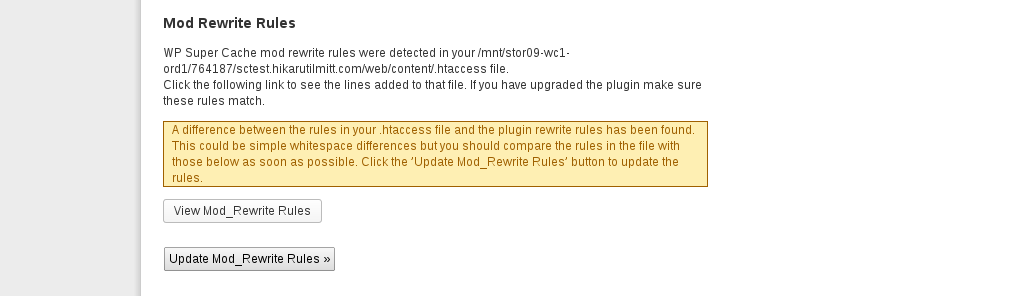 Mod Rewrite Rules
WP Super Cache mod rewrite rules were detected in your /mnt/stor09-wc1-
ord1/764187/sctest.hikarutilmitt.com/web/content/.htaccess file.
Click the following link to see the lines added to that file. If you have upgraded the plugin make sure
these rules match.
A difference between the rules in your .htaccess file and the plugin rewrite rules has been found.
This could be simple whitespace differences but you should compare the rules in the file with
those below as soon as possible. Click the ’Update Mod_Rewrite Rules’ button to update the
rules.
View Mod_Rewrite Rules
Update Mod_Rewrite Rules »